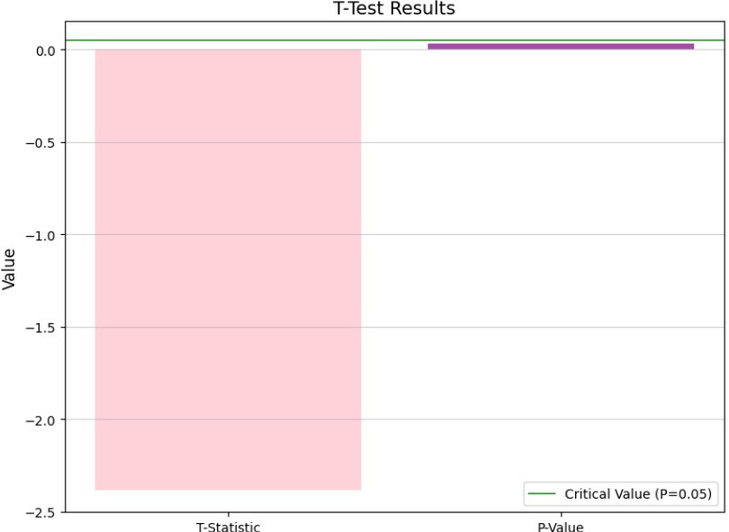 T-Test Results
0.0
−0.5
−1.0
−1.5
−2.0
−2.5
Value
T-Statistic
P-Value
Critical Value (P=0.05)